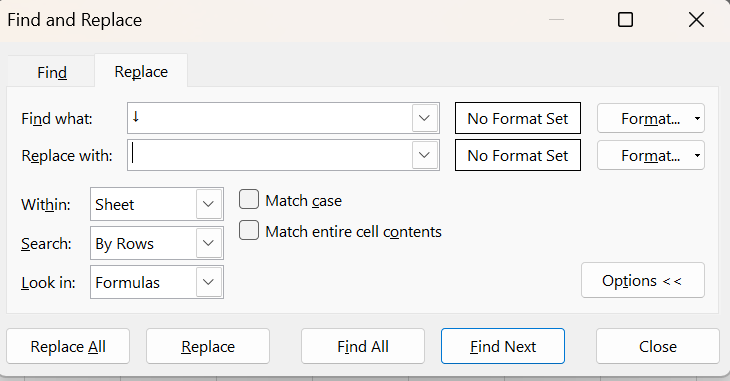 Find and Replace
Find Replace
Find what: ↓ No Format Set Format...
Replace with: No Format Set Format...
Within: Sheet Match case
Match entire cell contents
Search: By Rows
Look in: Formulas Options <<
Replace All Replace Find All Find Next Close